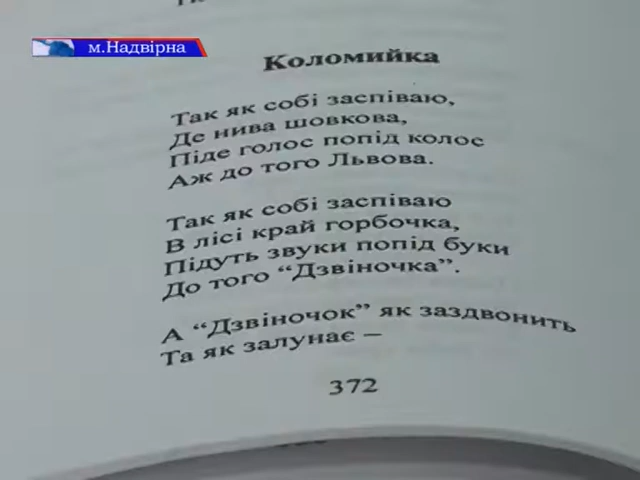 м.Надвірна
Коломийка
Так як собі заспіваю,
Де нива шовкова,
Піде голос попід колос
Аж до того Львова.
Так як собі заспіваю
В лісі край горбочка,
Підуть звуки попід буки
До того “Дзвіночка”.
А “Дзвіночок” як заздвонить
Та як залунає –
372